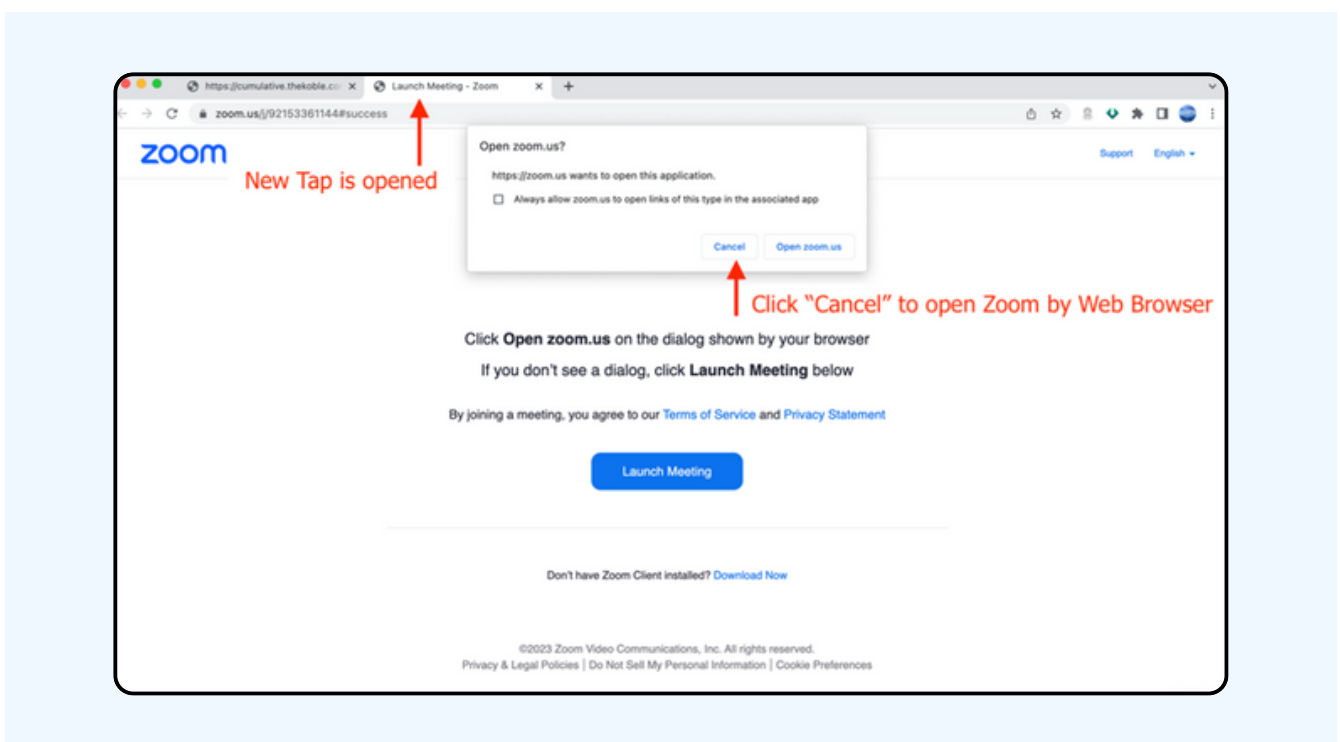 https://cumulative.thekoble.co
Launch Meeting - Zoom
zoom.us/j/92153361144#success
zoom
Support
English
New Tap is opened
Open zoom.us?
https://zoom.us wants to open this application.
Always allow zoom.us to open links of this type in the associated app
Cancel
Open zoom.us
Click “Cancel” to open Zoom by Web Browser
Click Open zoom.us on the dialog shown by your browser
If you don't see a dialog, click Launch Meeting below
By joining a meeting, you agree to our Terms of Service and Privacy Statement
Launch Meeting
Don't have Zoom Client installed? Download Now
©2023 Zoom Video Communications, Inc. All rights reserved.
Privacy & Legal Policies | Do Not Sell My Personal Information | Cookie Preferences